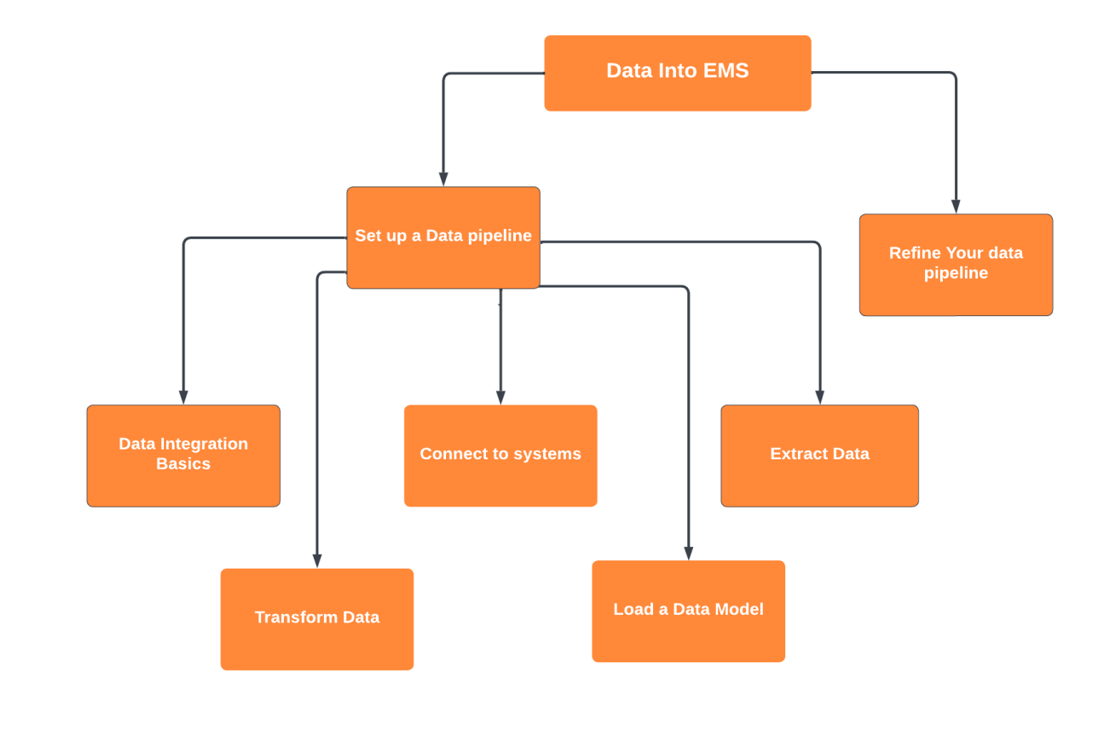 Data Into EMS
Set up a Data pipeline
Refine Your data
pipeline
Data Integration
Basics
Connect to systems
Extract Data
Transform Data
Load a Data Model